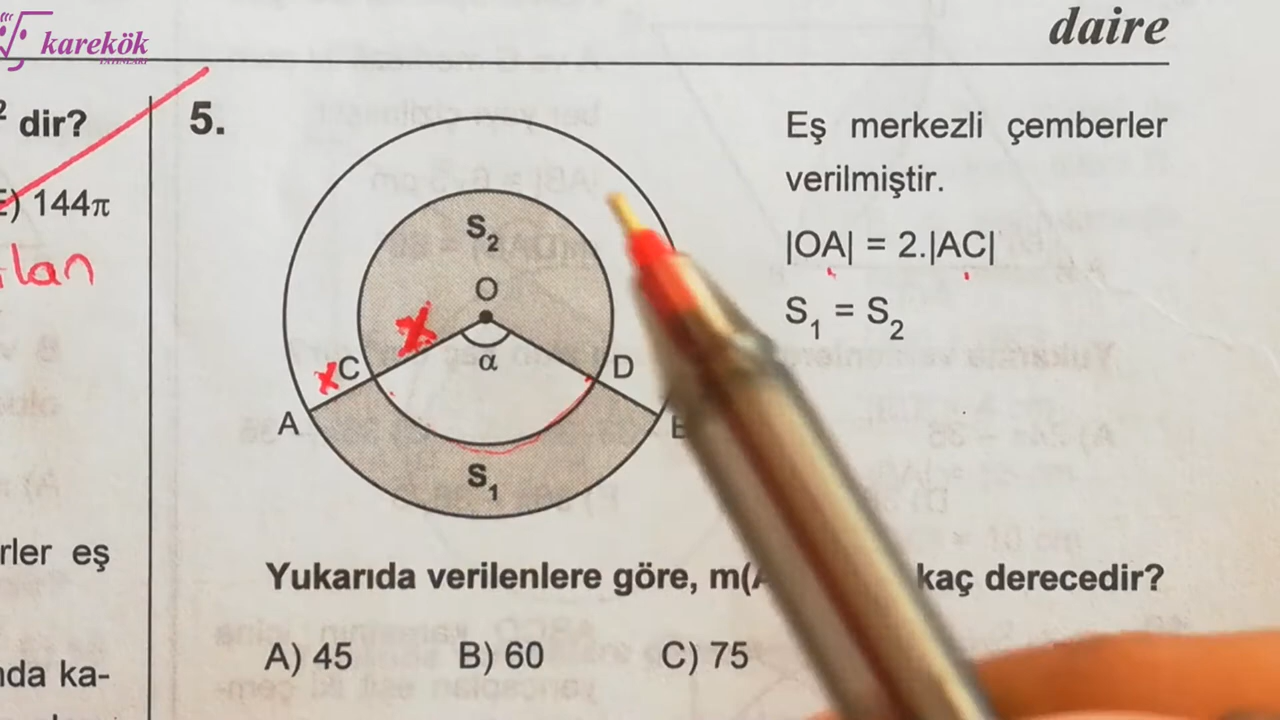 karekök
YAYINLARI
daire
² dir?
E) 144π
lan
rler eş
nda ka-
5.
S₂
O
α
C
D
A
S₁
Eş merkezli çemberler
verilmiştir.
|OA| = 2.|AC|
S₁ = S₂
Yukarıda verilenlere göre, m( kaç derecedir?
A) 45 B) 60 C) 75